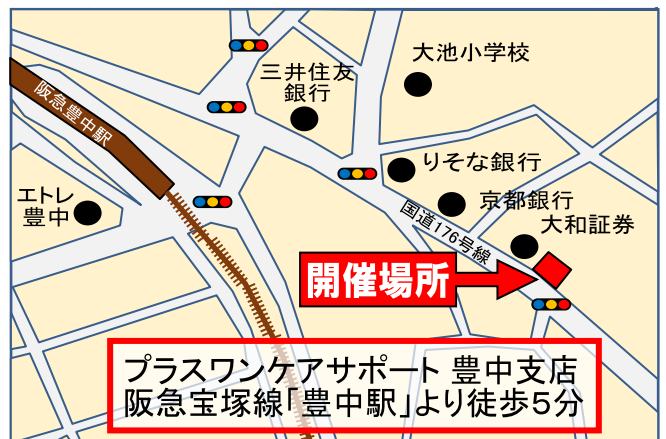 大池小学校
三井住友
銀行
阪急豊中駅
りそな銀行
エトレ
豊中
京都銀行
国道176号線
大和証券
開催場所
プラスワンケアサポート 豊中支店
阪急宝塚線「豊中駅」より徒歩5分